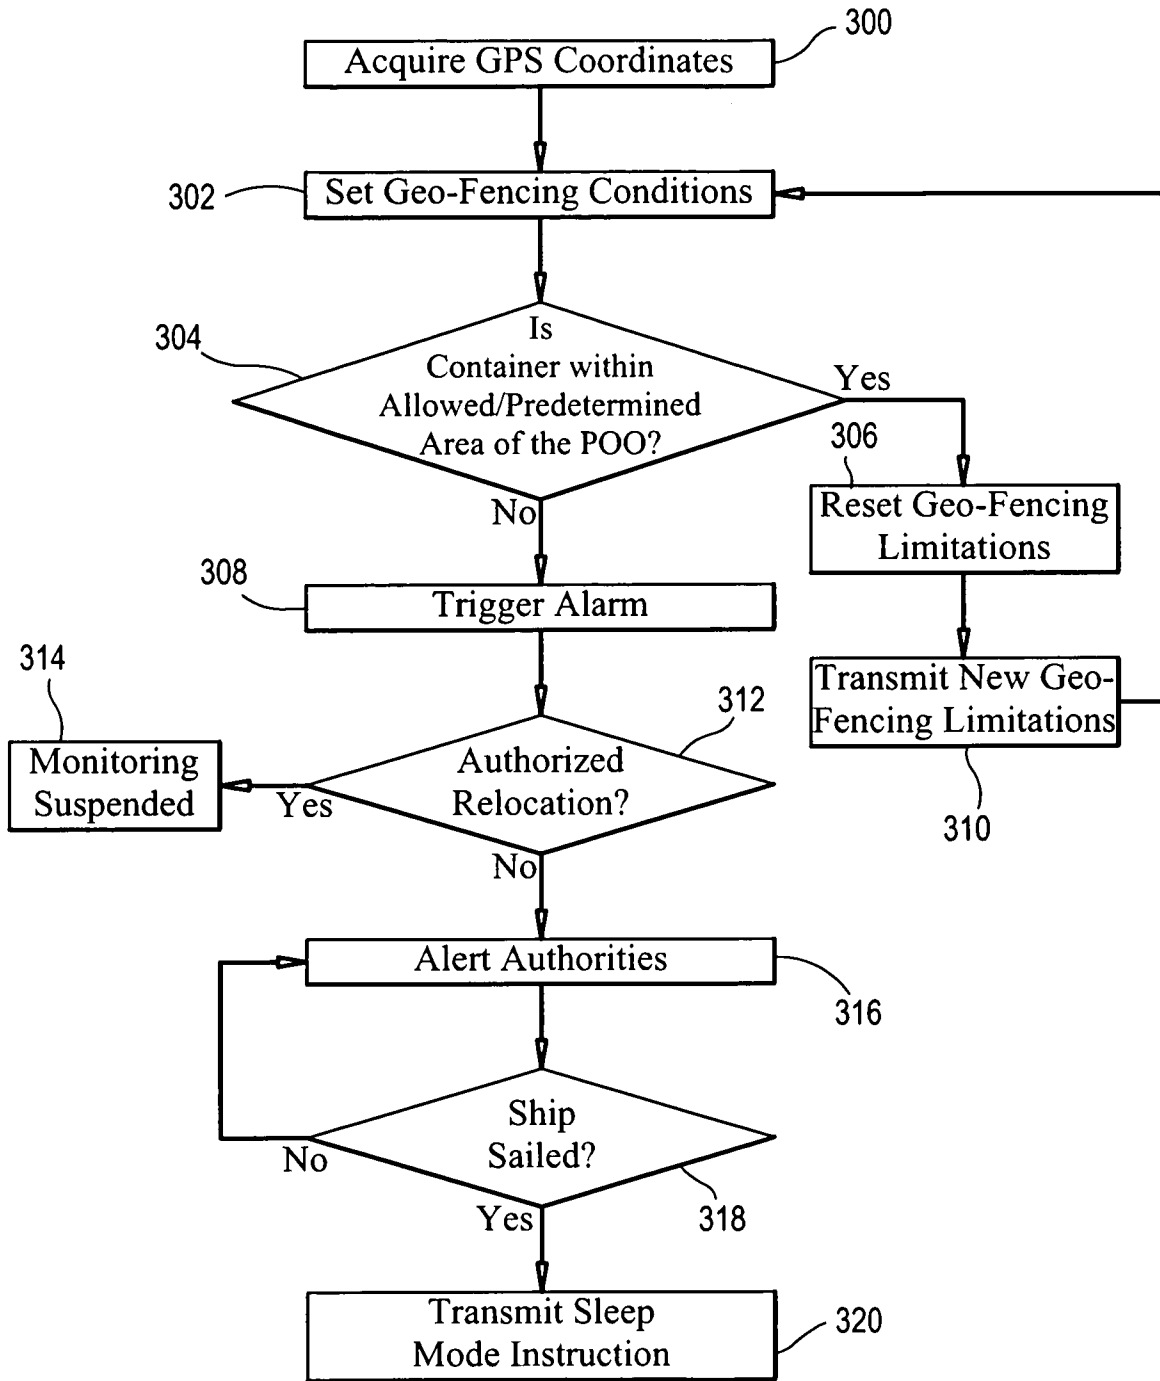 300
Acquire GPS Coordinates
302
Set Geo-Fencing Conditions
304
Is
Container within
Allowed/Predetermined
Area of the POO?
Yes
No
306
Reset Geo-Fencing
Limitations
308
Trigger Alarm
Transmit New Geo-
Fencing Limitations
310
312
Authorized
Relocation?
314
Monitoring
Suspended
Yes
No
Alert Authorities
316
Ship
Sailed?
No
318
Yes
Transmit Sleep
Mode Instruction
320